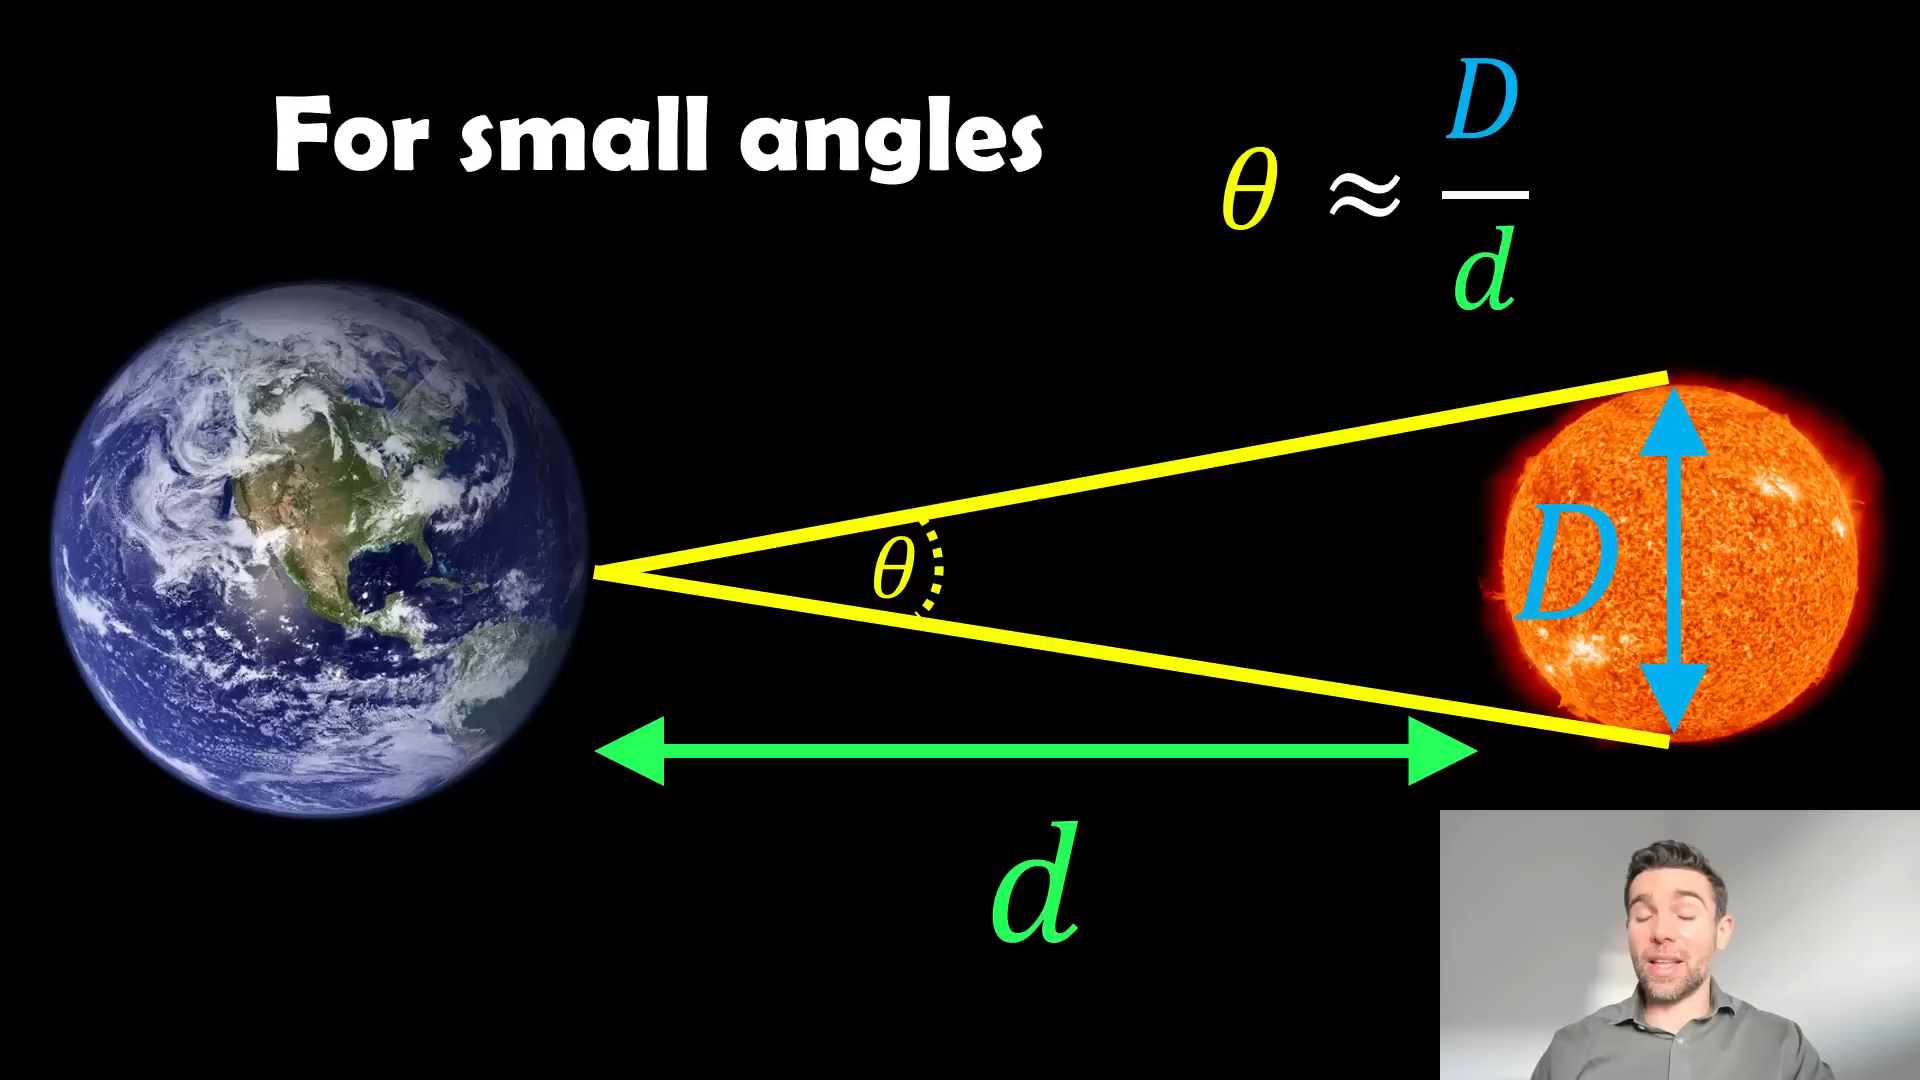 For small angles
θ ≈ D/d
θ
D
d